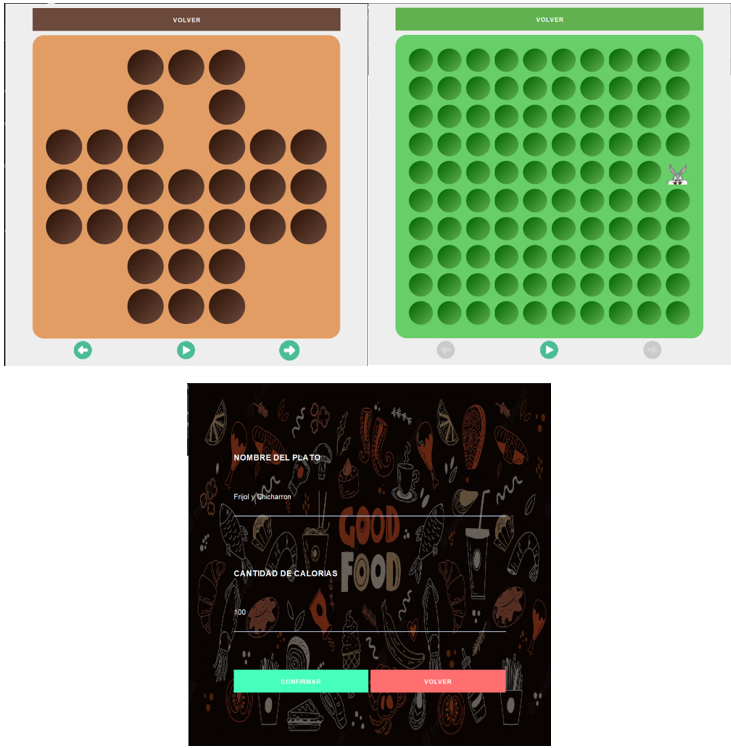 VOLVER
VOLVER
NOMBRE DEL PLATO
Frijol y Chicharron
GOOD
FOOD
CANTIDAD DE CALORIAS
100
CONFIRMAR
VOLVER